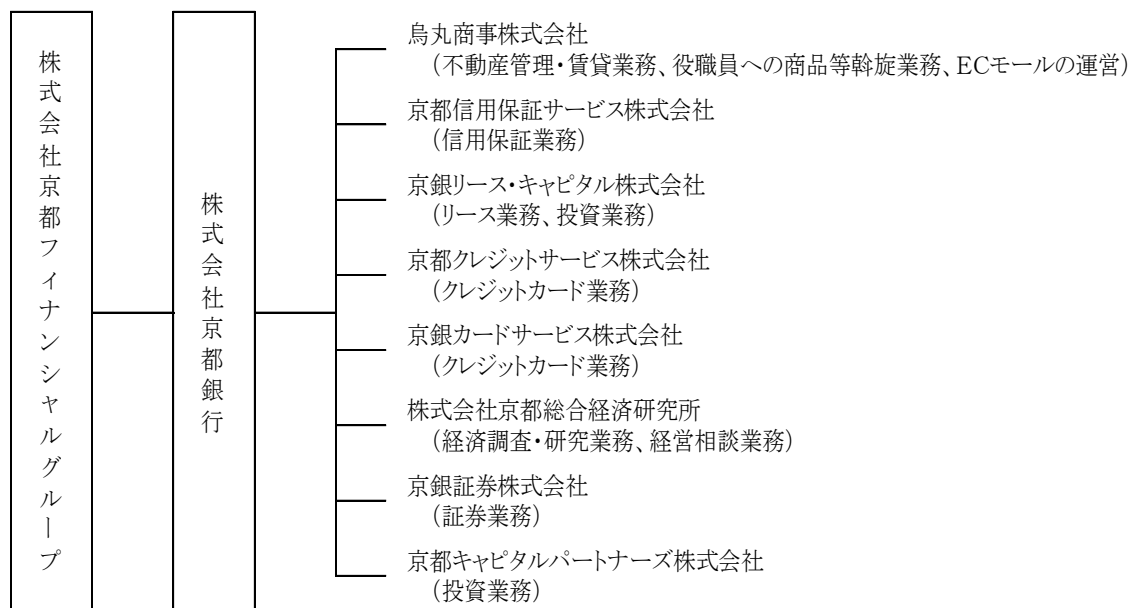 株式会社京都フィナンシャルグループ
株式会社京都銀行
烏丸商事株式会社
（不動産管理・賃貸業務、役職員への商品等斡旋業務、ECモールの運営）
京都信用保証サービス株式会社
（信用保証業務）
京銀リース・キャピタル株式会社
（リース業務、投資業務）
京都クレジットサービス株式会社
（クレジットカード業務）
京銀カードサービス株式会社
（クレジットカード業務）
株式会社京都総合経済研究所
（経済調査・研究業務、経営相談業務）
京銀証券株式会社
（証券業務）
京都キャピタルパートナーズ株式会社
（投資業務）